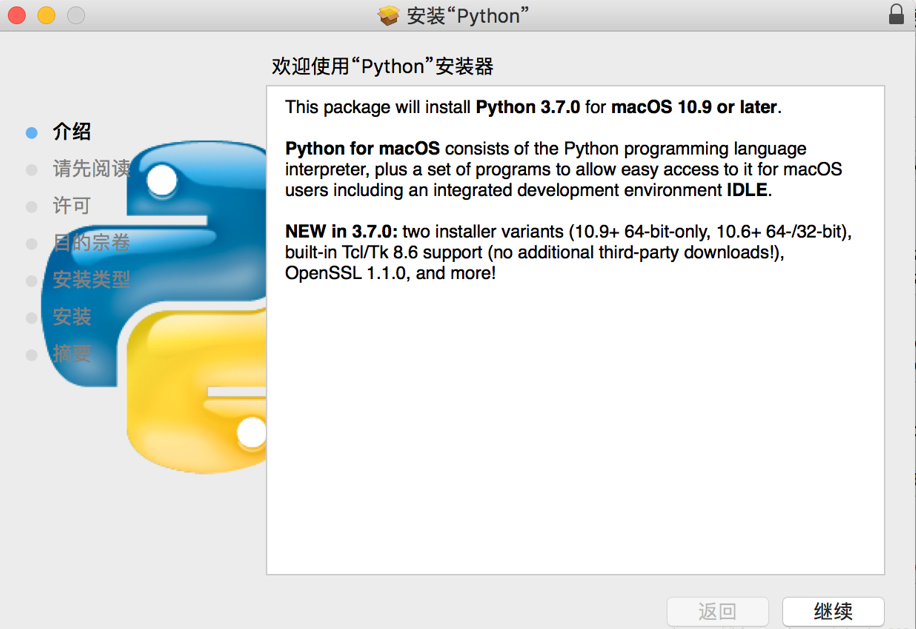 安装“Python”
欢迎使用“Python”安装器
介绍
请先阅读
许可
目的宗卷
安装类型
安装
摘要
This package will install Python 3.7.0 for macOS 10.9 or later.
Python for macOS consists of the Python programming language
interpreter, plus a set of programs to allow easy access to it for macOS
users including an integrated development environment IDLE.
NEW in 3.7.0: two installer variants (10.9+ 64-bit-only, 10.6+ 64-/32-bit),
built-in Tcl/Tk 8.6 support (no additional third-party downloads!),
OpenSSL 1.1.0, and more!
返回
继续